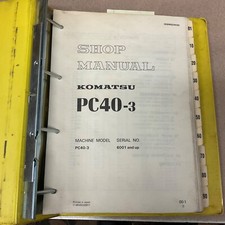 SHOP
MANUAL
KOMATSU
PC40-3
MACHINE MODEL SERIAL NO.
PC40-3 6001 and up